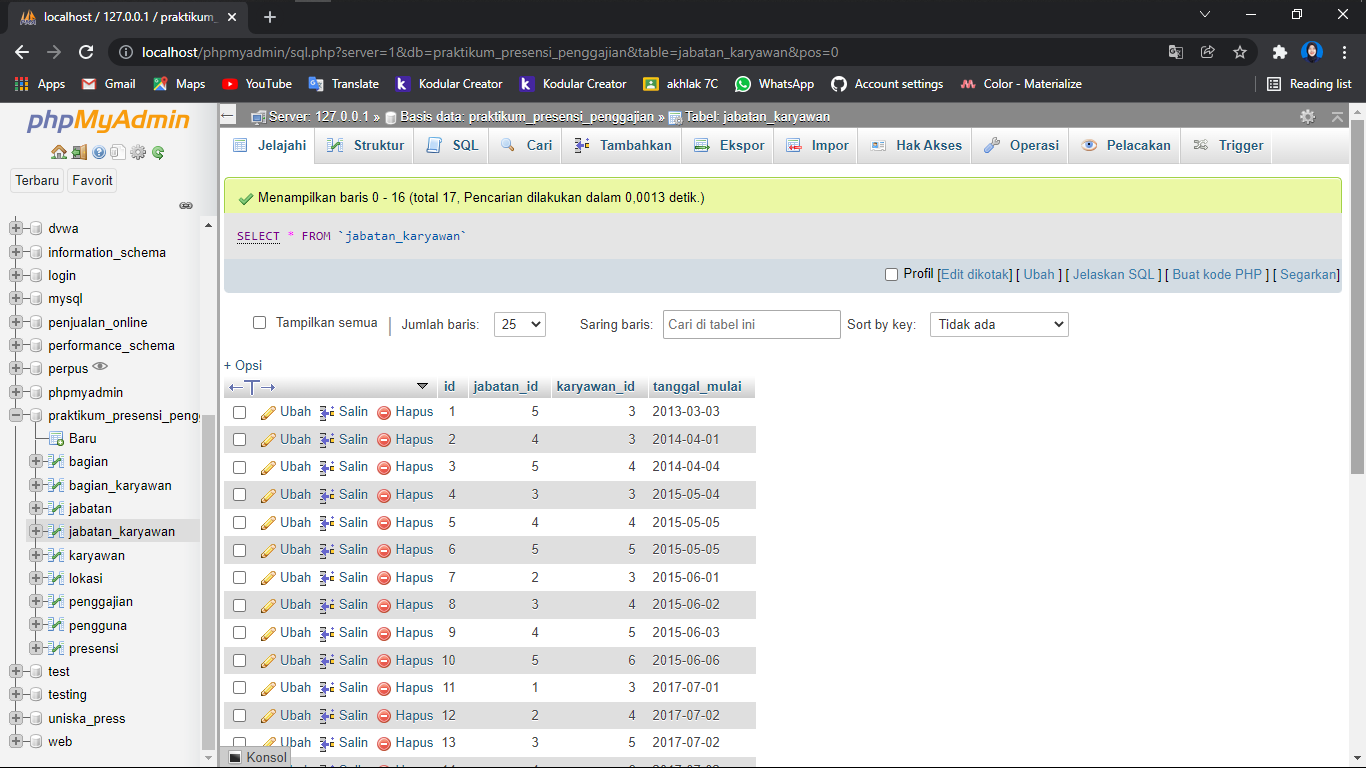 localhost / 127.0.0.1 / praktikum_
localhost/phpmyadmin/sql.php?server=1&db=praktikum_presensi_penggajian&table=jabatan_karyawan&pos=0
Apps Gmail Maps YouTube Translate Kodular Creator Kodular Creator akhlak 7C WhatsApp Account settings Color - Materialize Reading list
phpMyAdmin
Terbaru Favorit
dvwa
information_schema
login
mysql
penjualan_online
performance_schema
perpus
phpmyadmin
praktikum_presensi_peng
Baru
bagian
bagian_karyawan
jabatan
jabatan_karyawan
karyawan
lokasi
penggajian
pengguna
presensi
test
testing
uniska_press
web
Server: 127.0.0.1 » Basis data: praktikum_presensi_penggajian » Tabel: jabatan_karyawan
Jelajahi Struktur SQL Cari Tambahkan Ekspor Impor Hak Akses Operasi Pelacakan Trigger
Menampilkan baris 0 - 16 (total 17, Pencarian dilakukan dalam 0,0013 detik.)
SELECT * FROM `jabatan_karyawan`
Profil [Edit dikotak] [ Ubah ] [ Jelaskan SQL ] [ Buat kode PHP ] [ Segarkan]
Tampilkan semua | Jumlah baris: 25 Saring baris: Cari di tabel ini Sort by key: Tidak ada
+ Opsi
←T→ id jabatan_id karyawan_id tanggal_mulai
Ubah Salin Hapus 1 5 3 2013-03-03
Ubah Salin Hapus 2 4 3 2014-04-01
Ubah Salin Hapus 3 5 4 2014-04-04
Ubah Salin Hapus 4 3 3 2015-05-04
Ubah Salin Hapus 5 4 4 2015-05-05
Ubah Salin Hapus 6 5 5 2015-05-05
Ubah Salin Hapus 7 2 3 2015-06-01
Ubah Salin Hapus 8 3 4 2015-06-02
Ubah Salin Hapus 9 4 5 2015-06-03
Ubah Salin Hapus 10 5 6 2015-06-06
Ubah Salin Hapus 11 1 3 2017-07-01
Ubah Salin Hapus 12 2 4 2017-07-02
Ubah Salin Hapus 13 3 5 2017-07-02
Konsol